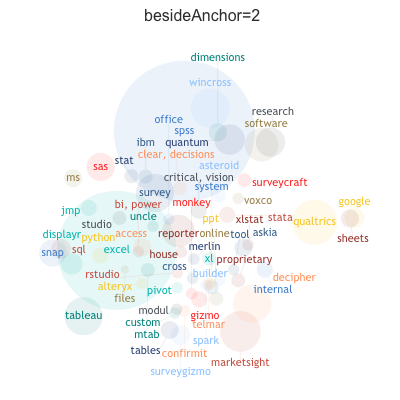 besideAnchor=2
dimensions
wincross
research
office
software
spss
ibm
quantum
clear, decisions
stat
asteroid
sas
ms
critical, vision
surveycraft
survey
system
voxco
google
jmp
bi, power
monkey
uncle
ppt
xlstat
stata
qualtrics
studio
displayr
python
access
reporter
online
tool
askia
sheets
snap
sql
excel
house
merlin
xl
proprietary
rstudio
cross
builder
decipher
alteryx
pivot
internal
files
modul
gizmo
tableau
custom
telmar
mtab
spark
tables
confirmit
marketsight
surveygizmo